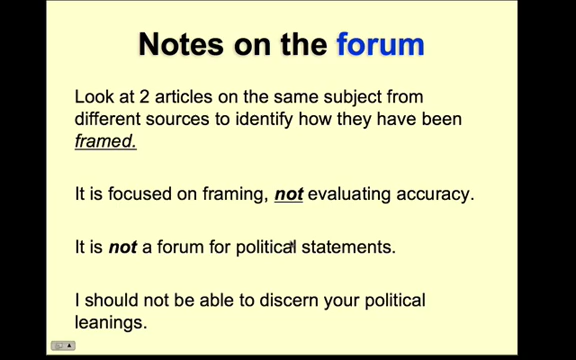 Notes on the forum
Look at 2 articles on the same subject from
different sources to identify how they have been
framed.
It is focused on framing, not evaluating accuracy.
It is not a forum for political statements.
I should not be able to discern your political
leanings.